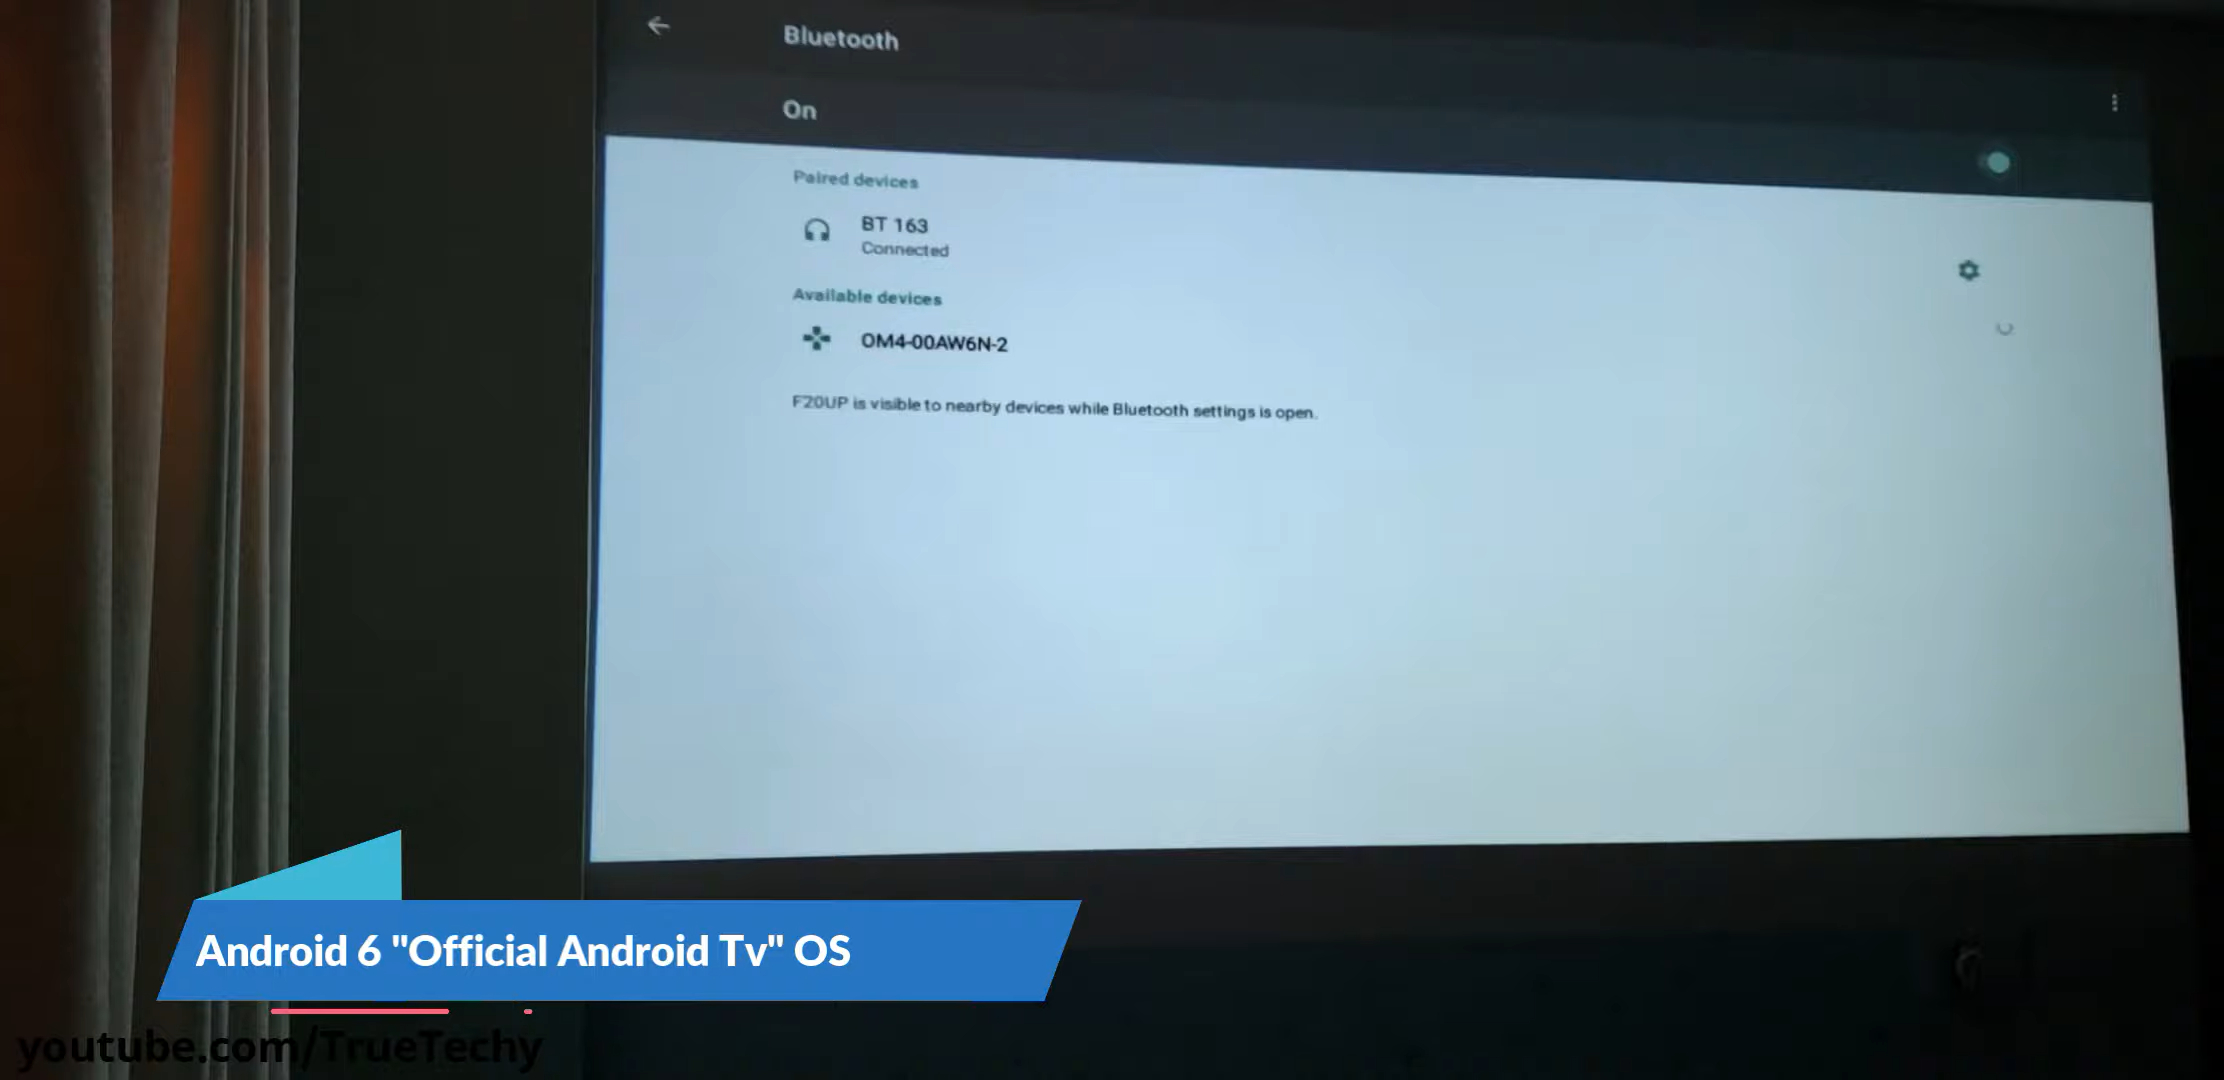 Bluetooth
On
Paired devices
BT 163
Connected
Available devices
OM4-00AW6N-2
F20UP is visible to nearby devices while Bluetooth settings is open.
Android 6 "Official Android Tv" OS
youtube.com/TrueTechy